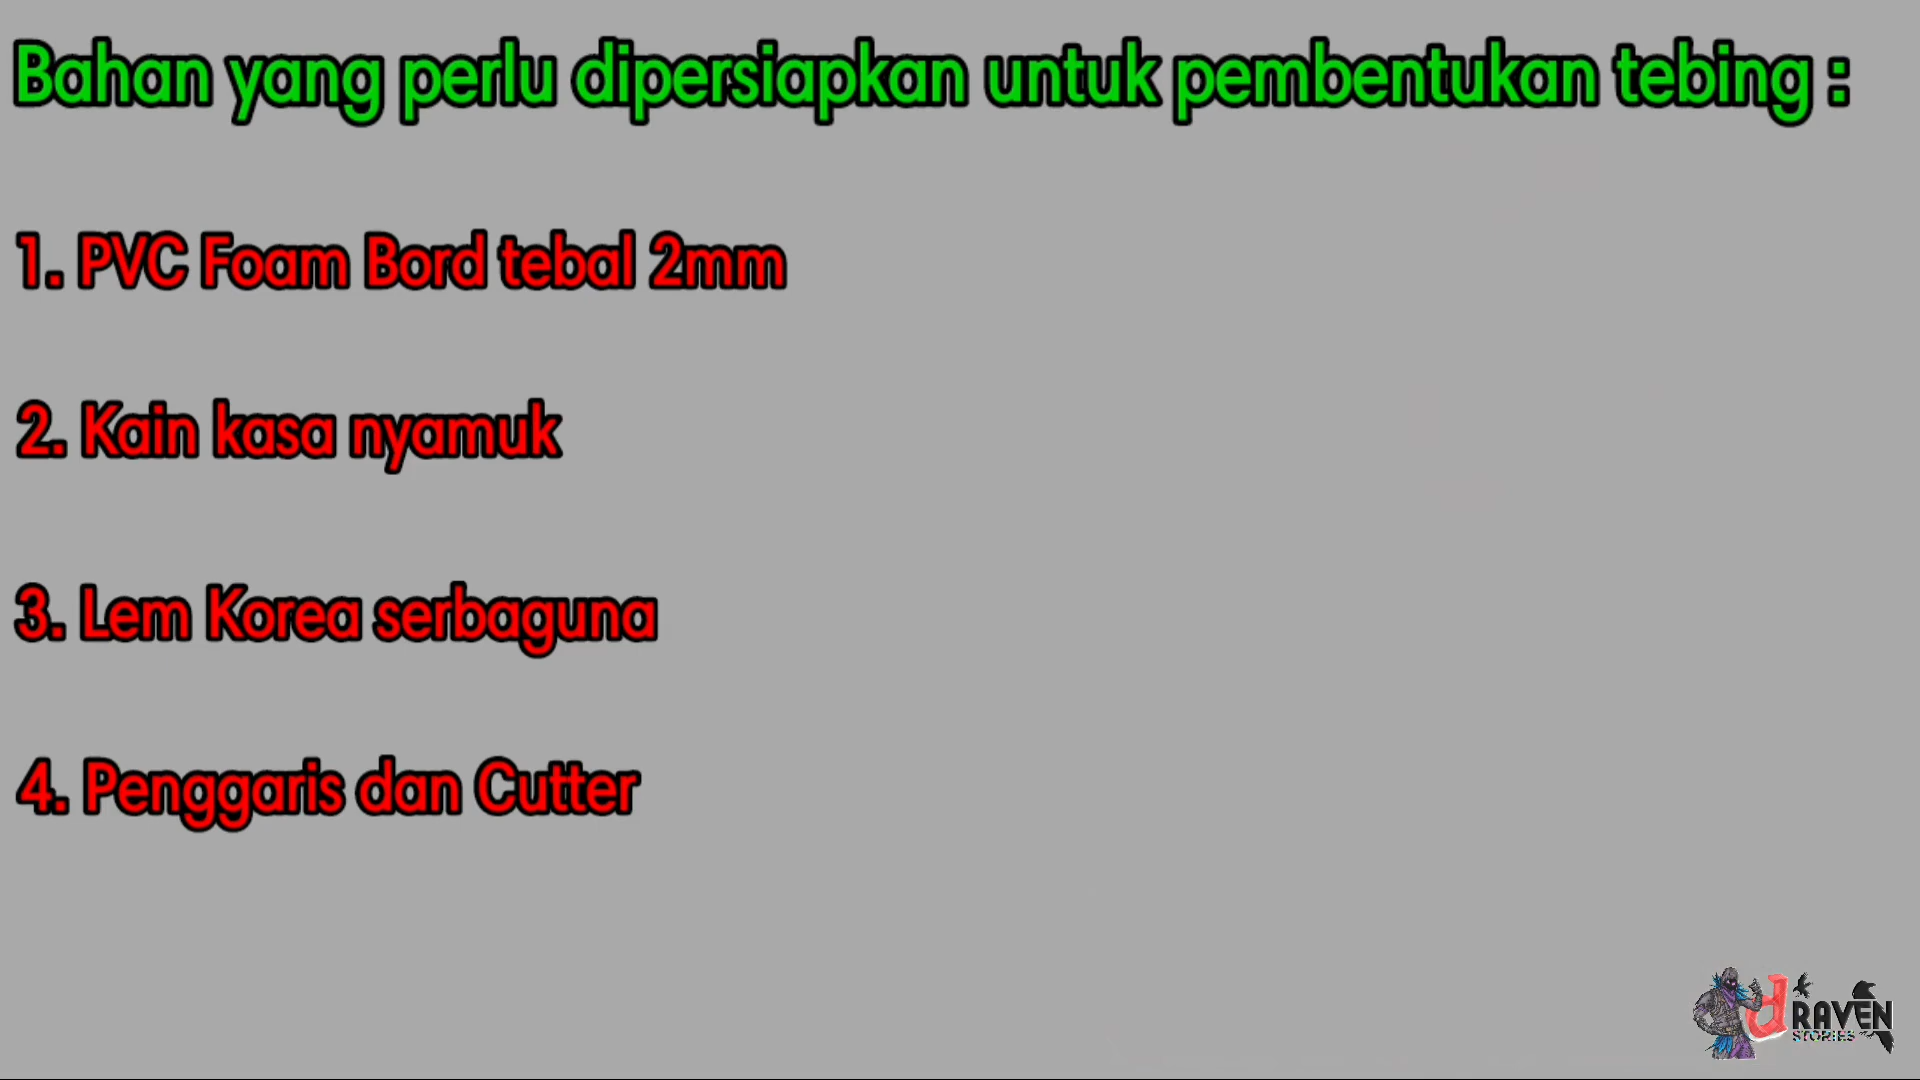 Bahan yang perlu dipersiapkan untuk pembentukan tebing :
1. PVC Foam Bord tebal 2mm
2. Kain kasa nyamuk
3. Lem Korea serbaguna
4. Penggaris dan Cutter
d RAVEN
STORIES